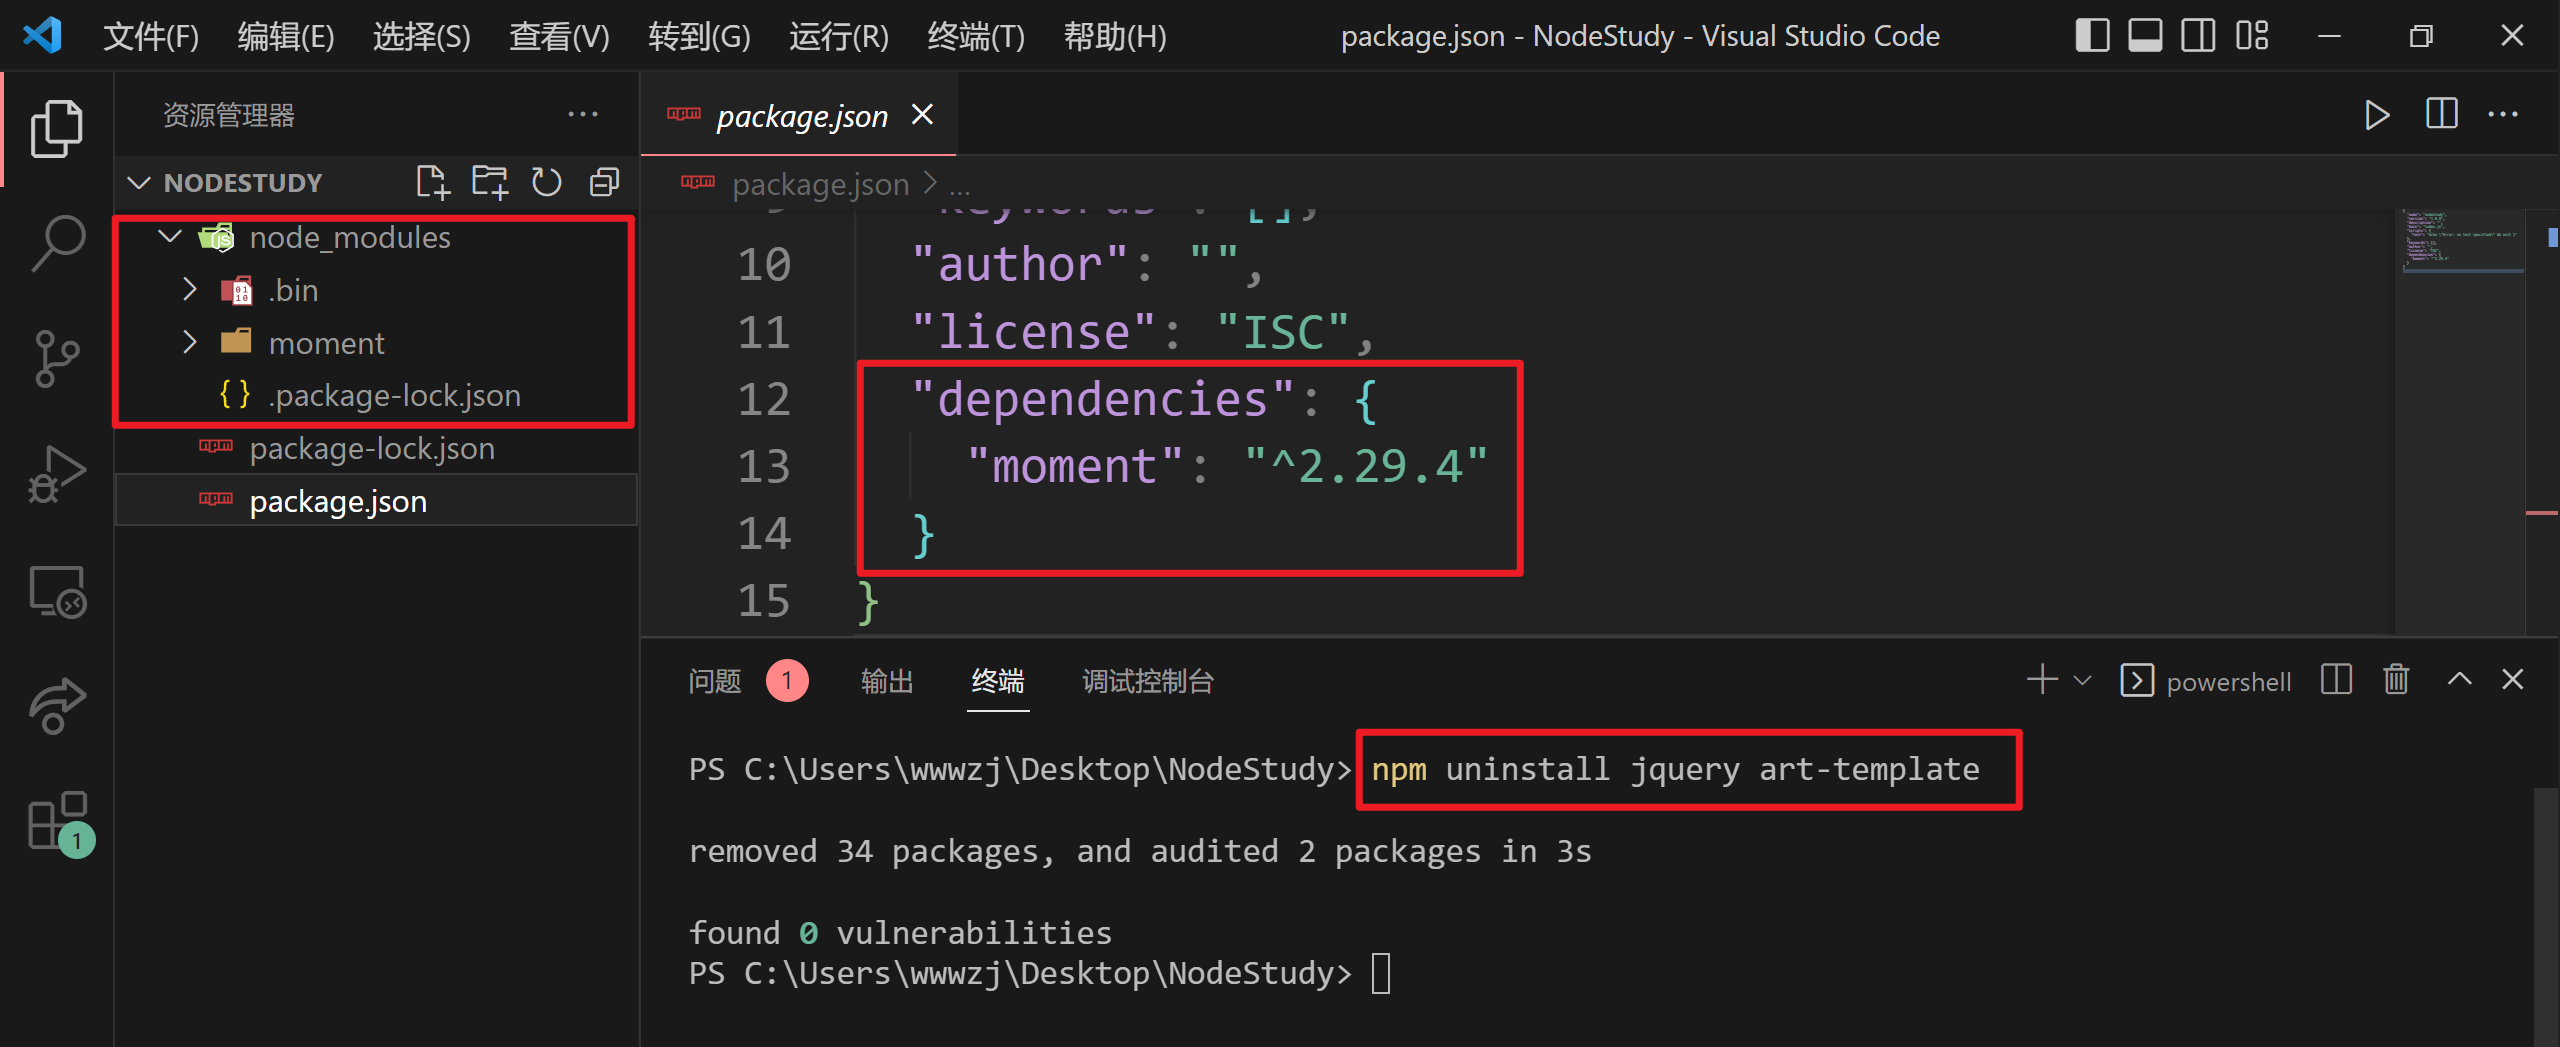 文件(F) 编辑(E) 选择(S) 查看(V) 转到(G) 运行(R) 终端(T) 帮助(H) package.json - NodeStudy - Visual Studio Code
资源管理器
NODESTUDY
node_modules
.bin
moment
.package-lock.json
package-lock.json
package.json
1
package.json
package.json > ...
"keywords": [],
10 "author": "",
11 "license": "ISC",
12 "dependencies": {
13 "moment": "^2.29.4"
14 }
15 }
问题 1 输出 终端 调试控制台 powershell
PS C:\Users\wwwzj\Desktop\NodeStudy> npm uninstall jquery art-template
removed 34 packages, and audited 2 packages in 3s
found 0 vulnerabilities
PS C:\Users\wwwzj\Desktop\NodeStudy>